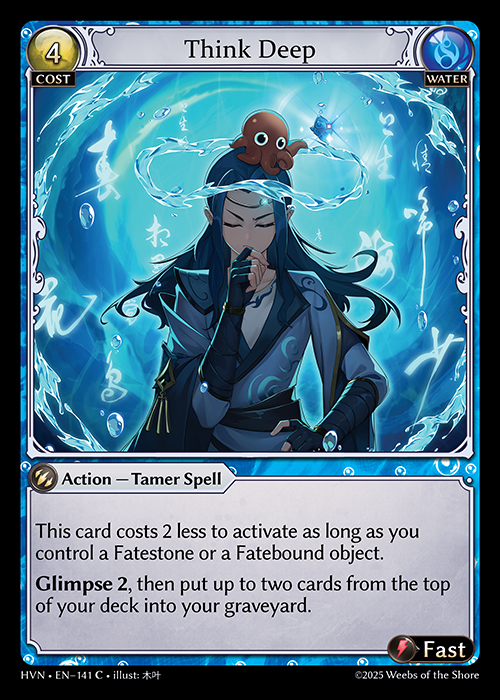 4
COST
Think Deep
WATER
Action — Tamer Spell
This card costs 2 less to activate as long as you
control a Fatestone or a Fatebound object.
Glimpse 2, then put up to two cards from the top
of your deck into your graveyard.
Fast
HVN • EN-141 C • illust: 木叶
©2025 Weebs of the Shore